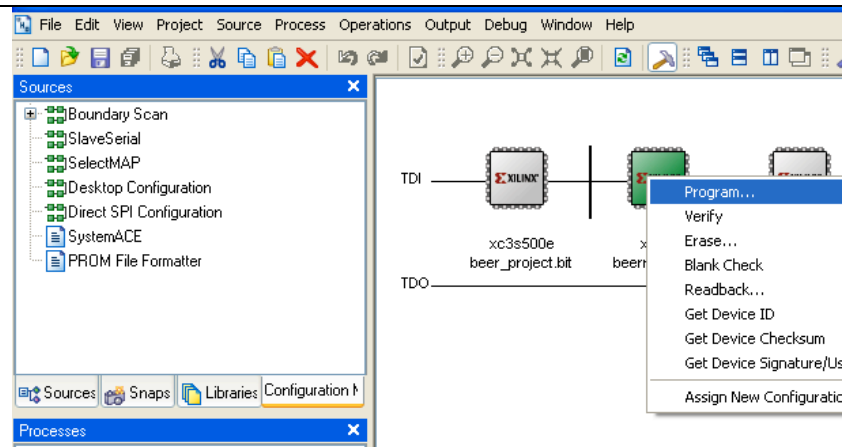 File Edit View Project Source Process Operations Output Debug Window Help
Sources
Boundary Scan
SlaveSerial
SelectMAP
Desktop Configuration
Direct SPI Configuration
SystemACE
PROM File Formatter
Sources Snaps Libraries Configuration
Processes
TDI
XILINX
xc3s500e
beer_project.bit
TDO
Program...
Verify
Erase...
Blank Check
Readback...
Get Device ID
Get Device Checksum
Get Device Signature/Us
Assign New Configuratio